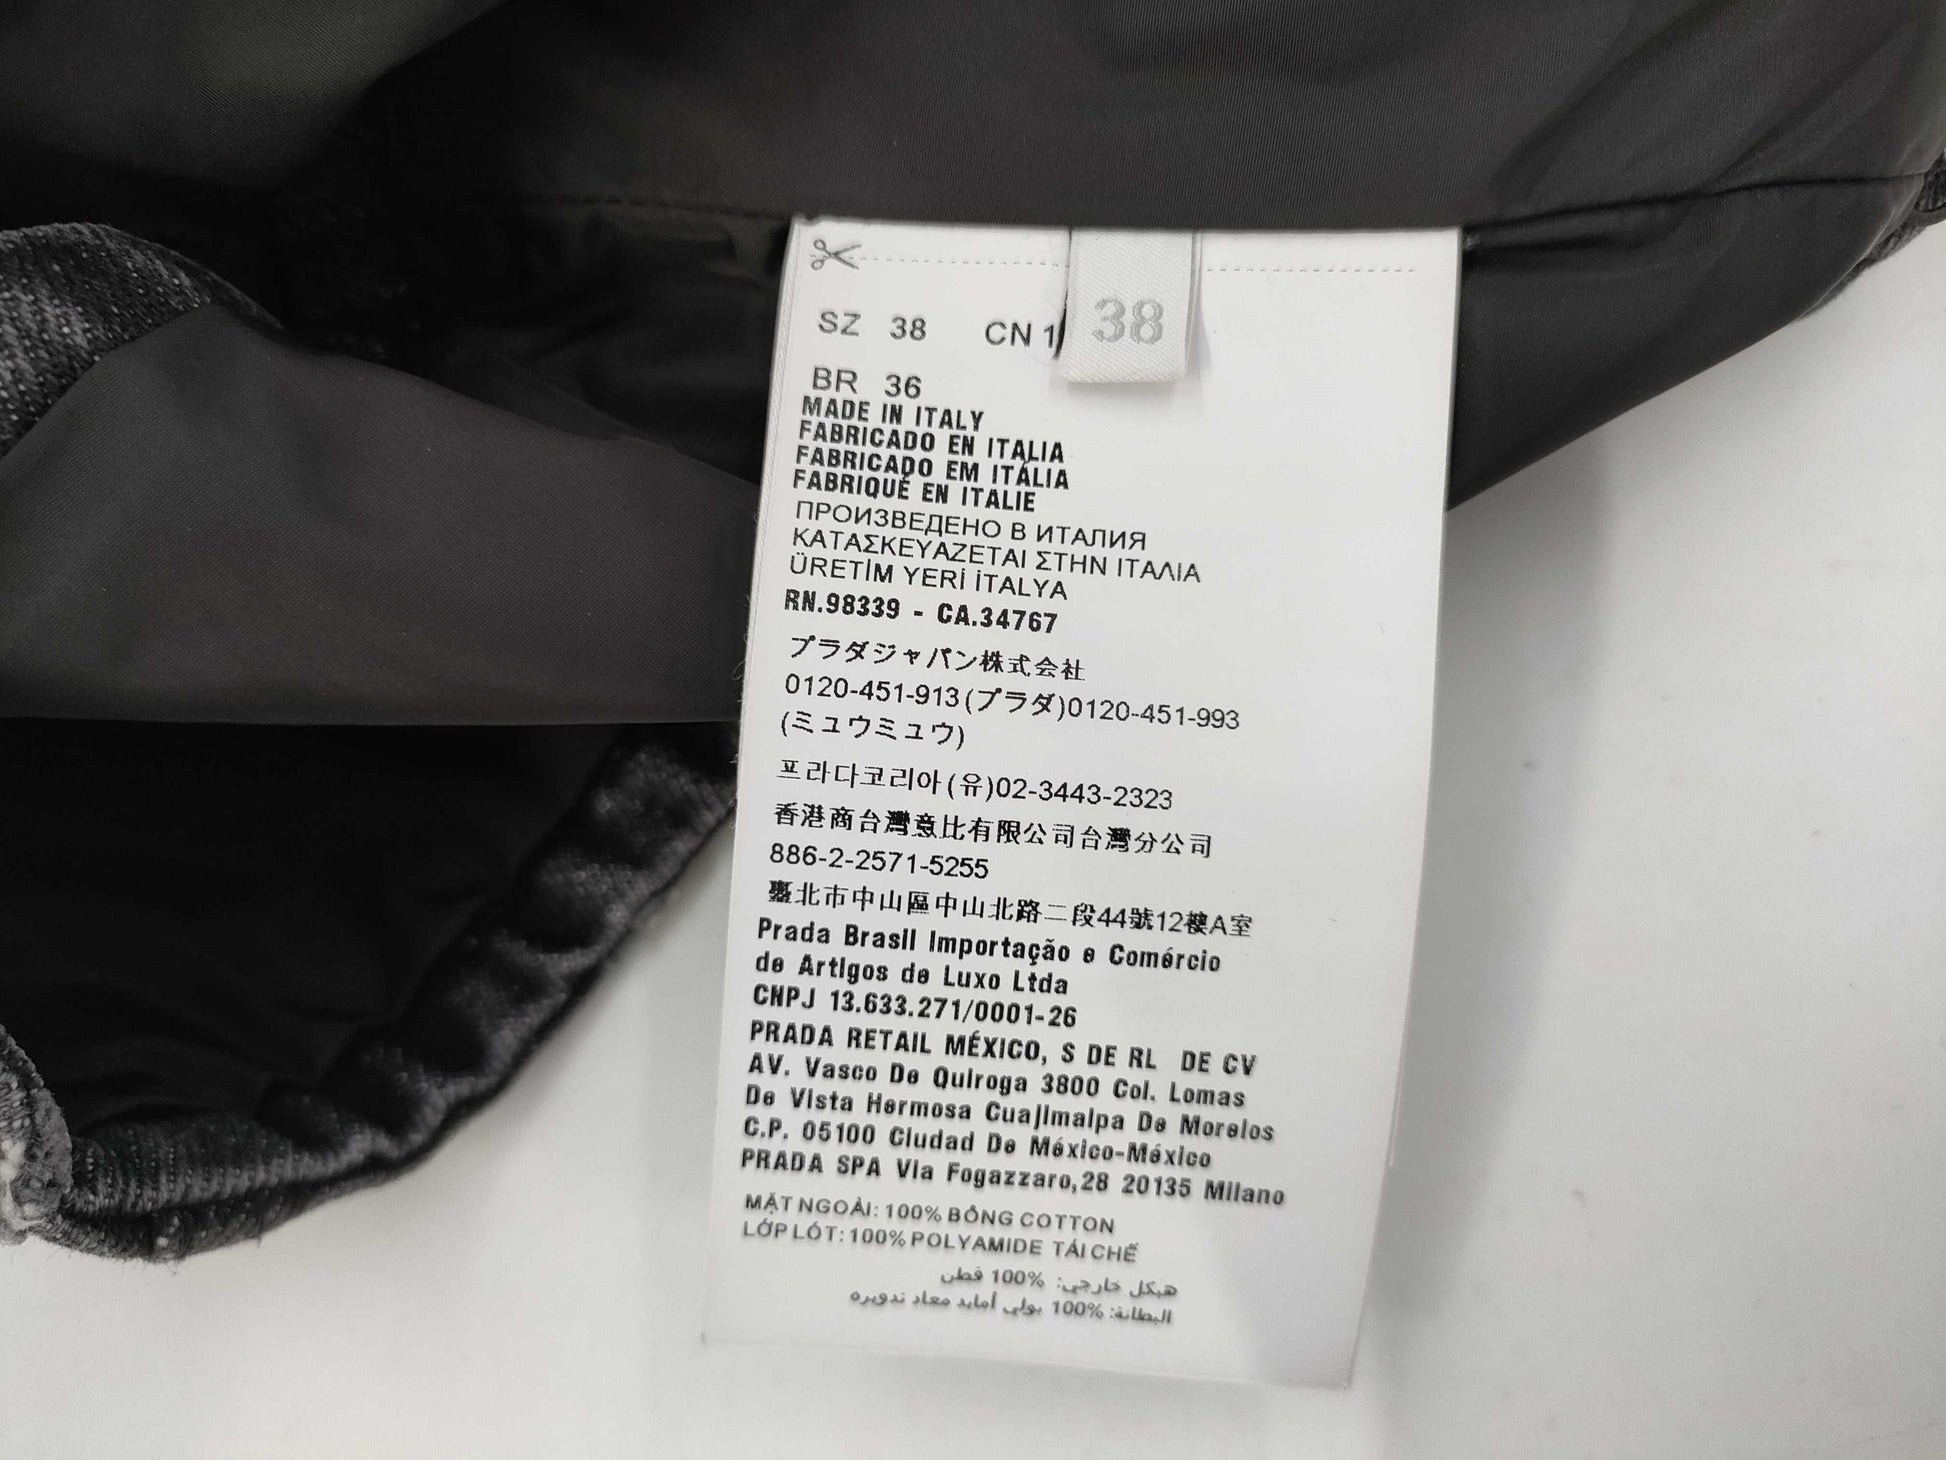 SZ 38 CN 1
38
BR 36
MADE IN ITALY
FABRICADO EN ITALIA
FABRICADO EM ITÁLIA
FABRIQUÉ EN ITALIE
ПРОИЗВЕДЕНО В ИТАЛИЯ
ΚΑΤΑΣΚΕΥΑΖΕΤΑΙ ΣΤΗΝ ΙΤΑΛΙΑ
ÜRETİM YERİ İTALYA
RN.98339 - CA.34767
プラダジャパン株式会社
0120-451-913(プラダ)0120-451-993
(ミュウミュウ)
프라다코리아(유)02-3443-2323
香港商台灣意比有限公司台灣分公司
886-2-2571-5255
臺北市中山區中山北路二段44號12樓A室
Prada Brasil Importação e Comércio
de Artigos de Luxo Ltda
CNPJ 13.633.271/0001-26
PRADA RETAIL MÉXICO, S DE RL DE CV
AV. Vasco De Quiroga 3800 Col. Lomas
De Vista Hermosa Cuajimalpa De Morelos
C.P. 05100 Ciudad De México-México
PRADA SPA Via Fogazzaro,28 20135 Milano
MẶT NGOÀI: 100% BÔNG COTTON
LỚP LÓT: 100% POLYAMIDE TÁI CHẾ
هيكل خارجي: %100 قطن
البطانة: %100 بولي أمايد معاد تدويره